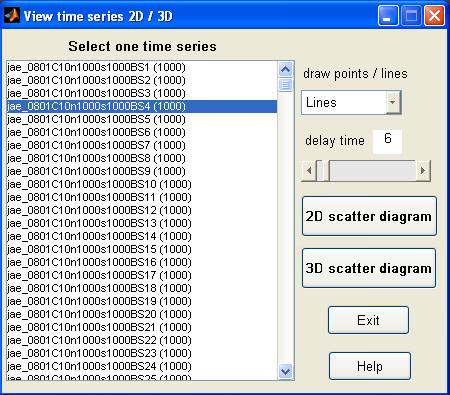 View time series 2D / 3D
Select one time series
jae_0801C10n1000s1000BS1 (1000)
jae_0801C10n1000s1000BS2 (1000)
jae_0801C10n1000s1000BS3 (1000)
jae_0801C10n1000s1000BS4 (1000)
jae_0801C10n1000s1000BS5 (1000)
jae_0801C10n1000s1000BS6 (1000)
jae_0801C10n1000s1000BS7 (1000)
jae_0801C10n1000s1000BS8 (1000)
jae_0801C10n1000s1000BS9 (1000)
jae_0801C10n1000s1000BS10 (1000)
jae_0801C10n1000s1000BS11 (1000)
jae_0801C10n1000s1000BS12 (1000)
jae_0801C10n1000s1000BS13 (1000)
jae_0801C10n1000s1000BS14 (1000)
jae_0801C10n1000s1000BS15 (1000)
jae_0801C10n1000s1000BS16 (1000)
jae_0801C10n1000s1000BS17 (1000)
jae_0801C10n1000s1000BS18 (1000)
jae_0801C10n1000s1000BS19 (1000)
jae_0801C10n1000s1000BS20 (1000)
jae_0801C10n1000s1000BS21 (1000)
jae_0801C10n1000s1000BS22 (1000)
jae_0801C10n1000s1000BS23 (1000)
jae_0801C10n1000s1000BS24 (1000)
jae_0801C10n1000s1000BS25 (1000)
draw points / lines
Lines
delay time 6
2D scatter diagram
3D scatter diagram
Exit
Help